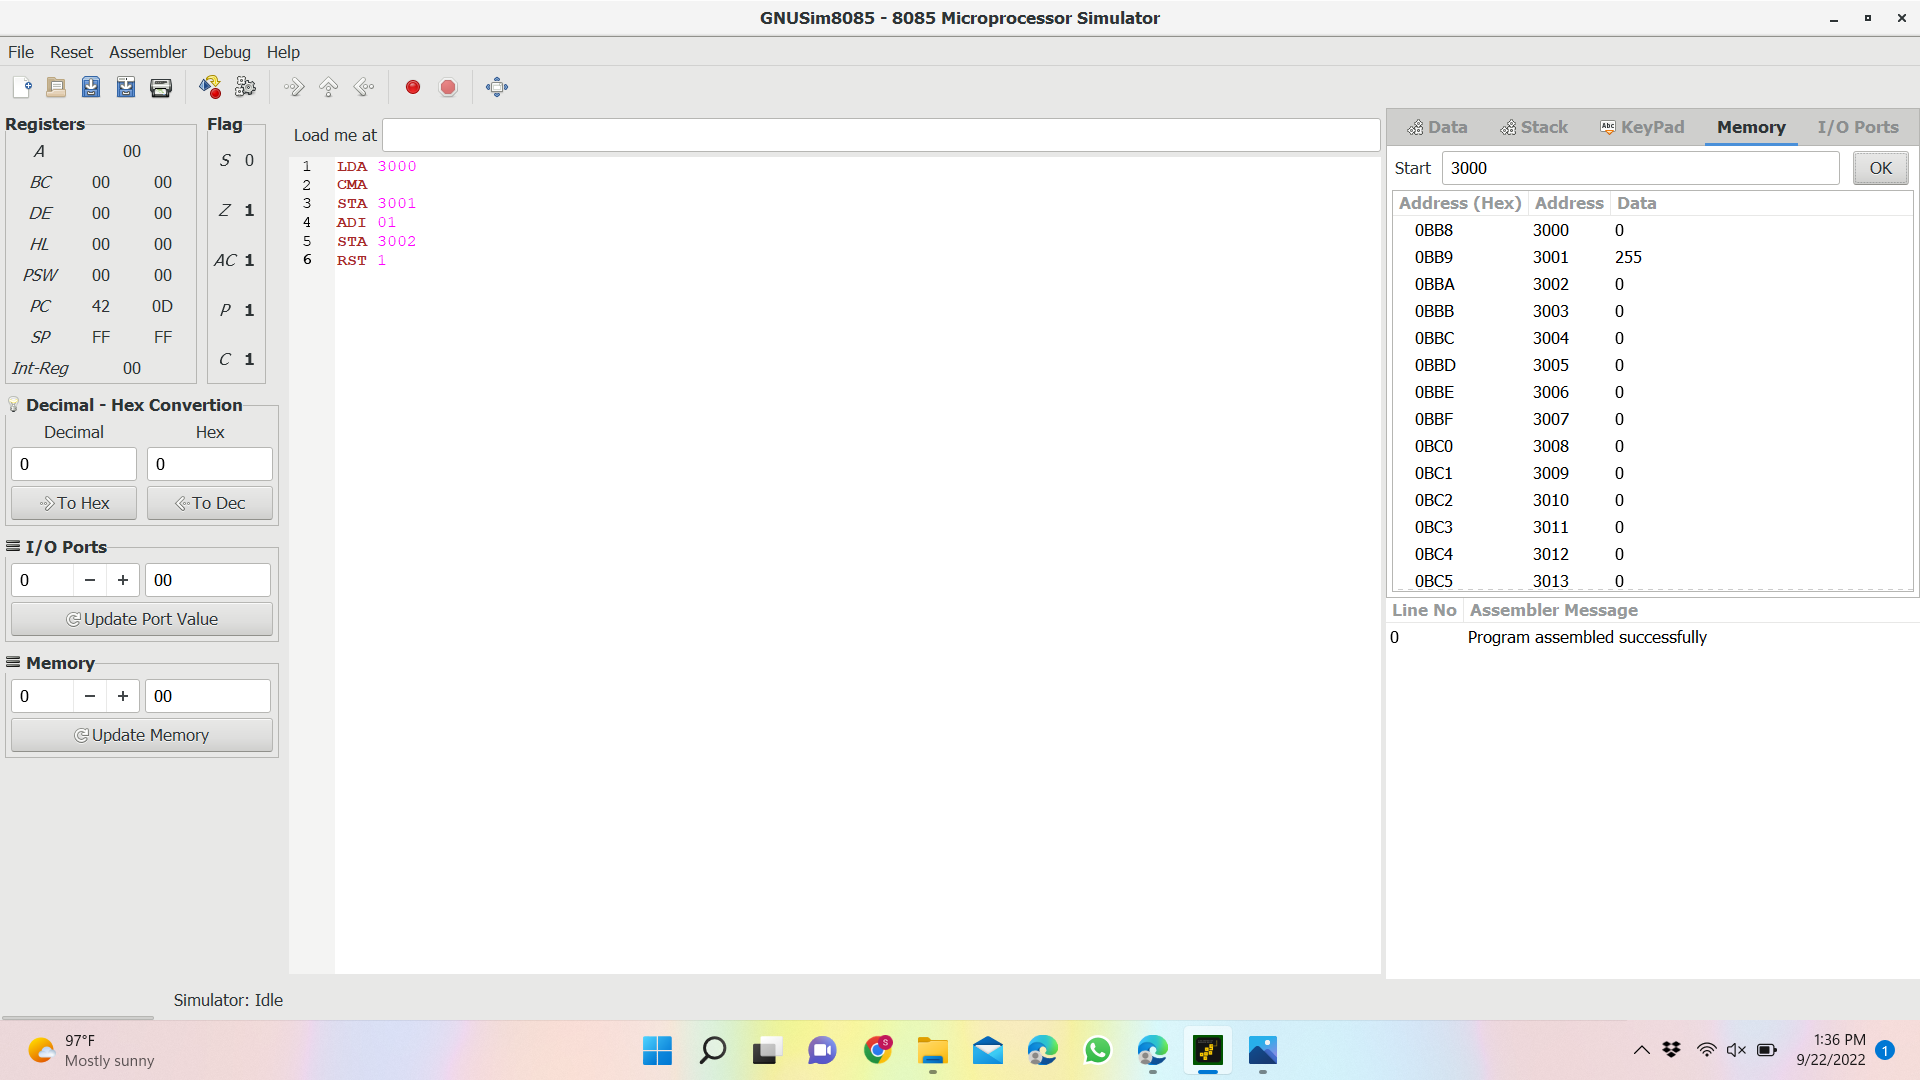 GNUSim8085 - 8085 Microprocessor Simulator
File Reset Assembler Debug Help
Registers
A 00
BC 00 00
DE 00 00
HL 00 00
PSW 00 00
PC 42 0D
SP FF FF
Int-Reg 00
Flag
S 0
Z 1
AC 1
P 1
C 1
Decimal - Hex Convertion
Decimal Hex
0 0
To Hex To Dec
I/O Ports
0 − + 00
Update Port Value
Memory
0 − + 00
Update Memory
Load me at
1 LDA 3000
2 CMA
3 STA 3001
4 ADI 01
5 STA 3002
6 RST 1
Data Stack Abc KeyPad Memory I/O Ports
Start 3000 OK
Address (Hex) Address Data
0BB8 3000 0
0BB9 3001 255
0BBA 3002 0
0BBB 3003 0
0BBC 3004 0
0BBD 3005 0
0BBE 3006 0
0BBF 3007 0
0BC0 3008 0
0BC1 3009 0
0BC2 3010 0
0BC3 3011 0
0BC4 3012 0
0BC5 3013 0
Line No Assembler Message
0 Program assembled successfully
Simulator: Idle
97°F
Mostly sunny
S
1:36 PM
9/22/2022
1